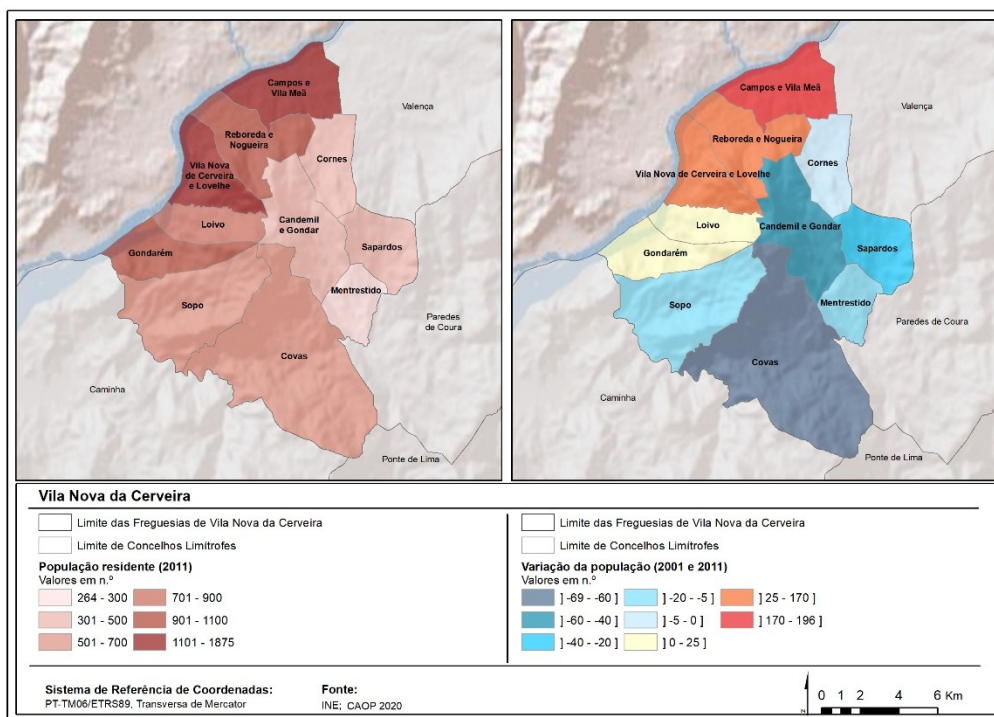 Campos e
Vila Meã
Valença
Reboreda e
Nogueira
Cornes
Vila Nova
de Cerveira
e Lovelhe
Loivo
Candemil
e Gondar
Gondarém
Sapardos
Mentrestido
Sopo
Paredes
de Coura
Covas
Caminha
Ponte de Lima
Campos e Vila Meã
Valença
Reboreda e
Nogueira
Cornes
Vila Nova de Cerveira e Lovelhe
Loivo
Candemil e Gondar
Gondarém
Sapardos
Mentrestido
Sopo
Paredes de Coura
Covas
Caminha
Ponte de Lima
Vila Nova da Cerveira
Limite das Freguesias de Vila Nova da Cerveira
Limite de Concelhos Limítrofes
População residente (2011)
Valores em n.º
264 - 300
301 - 500
501 - 700
701 - 900
901 - 1100
1101 - 1875
Limite das Freguesias de Vila Nova da Cerveira
Limite de Concelhos Limítrofes
Variação da população (2001 e 2011)
Valores em n.º
] -69 - -60 ]
] -60 - -40 ]
] -40 - -20 ]
] -20 - -5 ]
] -5 - 0 ]
] 0 - 25 ]
] 25 - 170 ]
] 170 - 196 ]
Sistema de Referência de Coordenadas:
PT-TM06/ETRS89, Transversa de Mercator
Fonte:
INE; CAOP 2020
N
0 1 2 4 6 Km